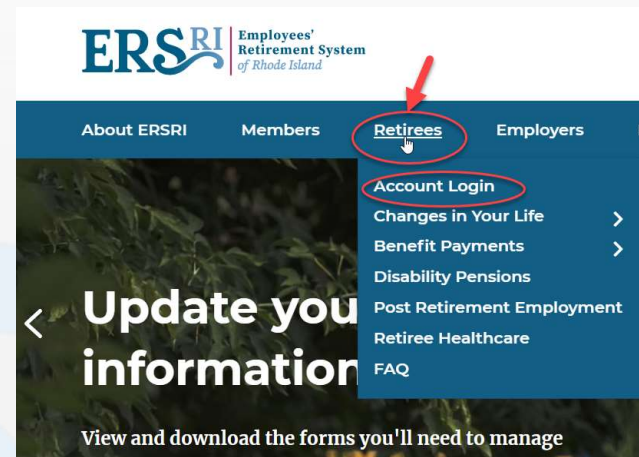 ERSRI
Employees'
Retirement System
of Rhode Island
About ERSRI Members Retirees Employers
Account Login
Changes in Your Life
Benefit Payments
Disability Pensions
Post Retirement Employment
Retiree Healthcare
FAQ
Update you
information
View and download the forms you'll need to manage